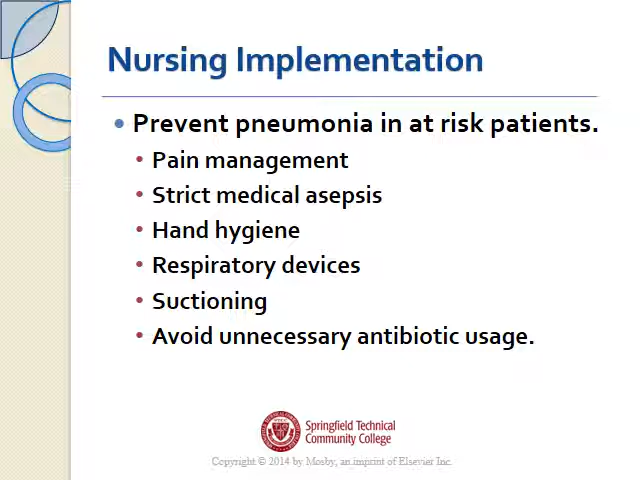 Nursing Implementation
• Prevent pneumonia in at risk patients.
• Pain management
• Strict medical asepsis
• Hand hygiene
• Respiratory devices
• Suctioning
• Avoid unnecessary antibiotic usage.
Springfield Technical
Community College
Copyright © 2014 by Mosby, an imprint of Elsevier Inc.